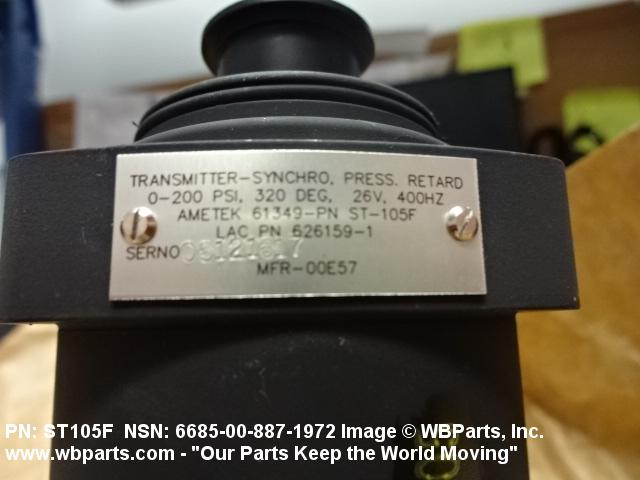 TRANSMITTER-SYNCHRO, PRESS. RETARD
0-200 PSI, 320 DEG, 26V, 400HZ
AMETEK 61349-PN ST-105F
LAC PN 626159-1
SERNO 03121617
MFR-00E57
PN: ST105F NSN: 6685-00-887-1972 Image © WBParts, Inc.
www.wbparts.com - "Our Parts Keep the World Moving"